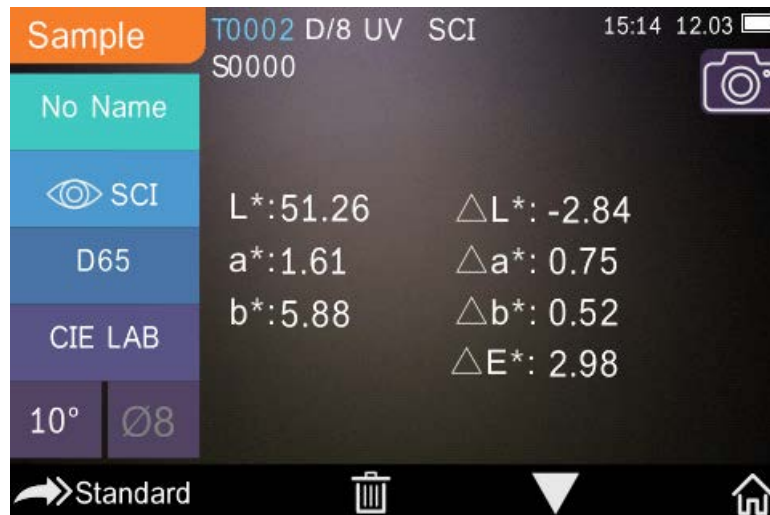 Sample
T0002 D/8 UV SCI
15:14 12.03
S0000
No Name
SCI
D65
CIE LAB
10° Ø8
L*:51.26 △L*: -2.84
a*:1.61 △a*: 0.75
b*:5.88 △b*: 0.52
△E*: 2.98
Standard